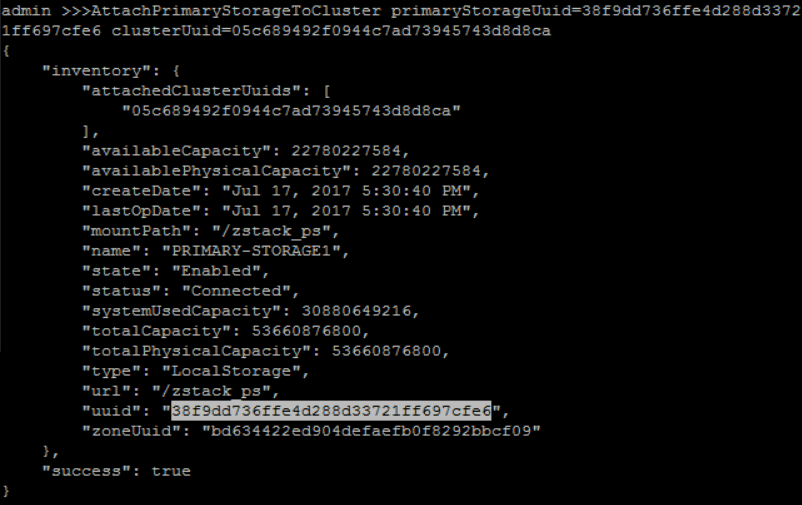 admin >>>AttachPrimaryStorageToCluster primaryStorageUuid=38f9dd736ffe4d288d3372
1ff697cfe6 clusterUuid=05c689492f0944c7ad73945743d8d8ca
{
    "inventory": {
        "attachedClusterUuids": [
            "05c689492f0944c7ad73945743d8d8ca"
        ],
        "availableCapacity": 22780227584,
        "availablePhysicalCapacity": 22780227584,
        "createDate": "Jul 17, 2017 5:30:40 PM",
        "lastOpDate": "Jul 17, 2017 5:30:40 PM",
        "mountPath": "/zstack_ps",
        "name": "PRIMARY-STORAGE1",
        "state": "Enabled",
        "status": "Connected",
        "systemUsedCapacity": 30880649216,
        "totalCapacity": 53660876800,
        "totalPhysicalCapacity": 53660876800,
        "type": "LocalStorage",
        "url": "/zstack_ps",
        "uuid": "38f9dd736ffe4d288d33721ff697cfe6",
        "zoneUuid": "bd634422ed904defaefb0f8292bbcf09"
    },
    "success": true
}